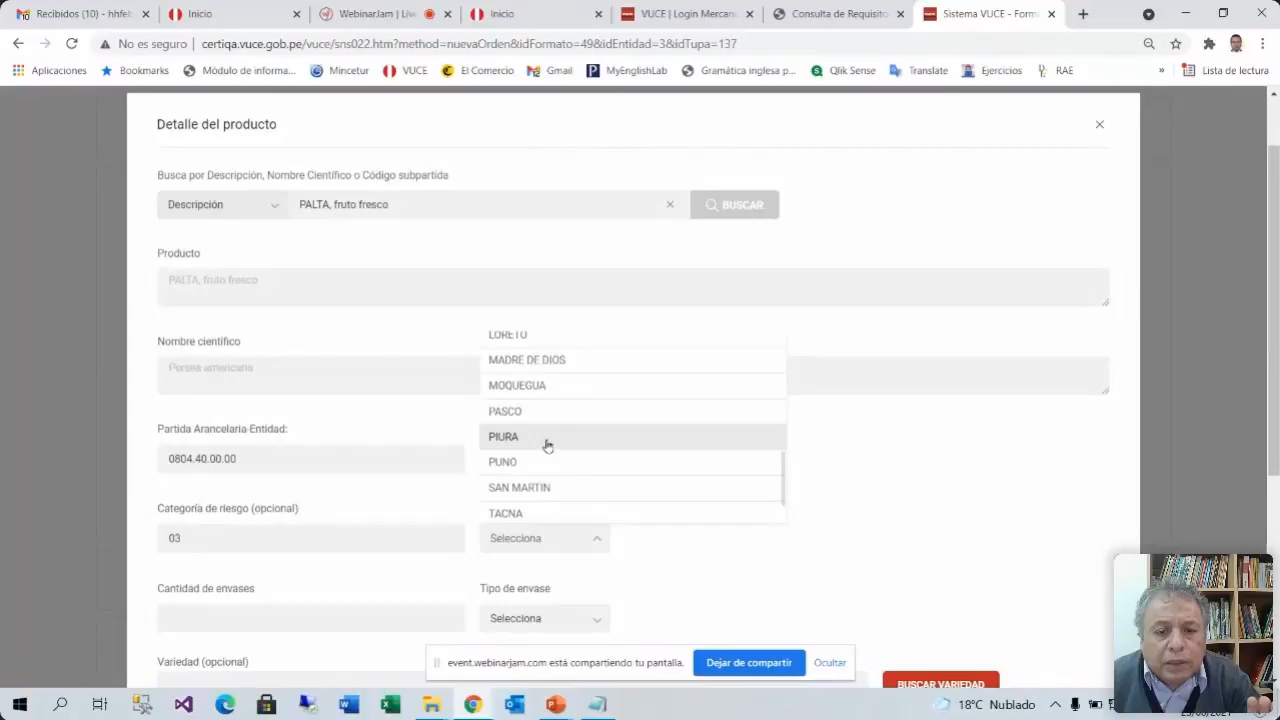 Recibidos (10) - hhfeb
Inicio
WebinarJam | Live
Inicio
VUCE | Login Mercan
Consulta de Requisito
Sistema VUCE - Form
No es seguro | certiqa.vuce.gob.pe/vuce/sns022.htm?method=nuevaOrden&idFormato=49&idEntidad=3&idTupa=137
Aplicaciones
Bookmarks
Módulo de informa...
Mincetur
VUCE
El Comercio
Gmail
MyEnglishLab
Gramática inglesa p...
Qlik Sense
Translate
Ejercicios
RAE
»
Lista de lectura
Detalle del producto
Busca por Descripción, Nombre Científico o Código subpartida
Descripción
PALTA, fruto fresco
BUSCAR
Producto
PALTA, fruto fresco
Nombre científico
Persea americana
LORETO
MADRE DE DIOS
MOQUEGUA
PASCO
PIURA
PUNO
SAN MARTIN
TACNA
Partida Arancelaria Entidad:
0804.40.00.00
Categoría de riesgo (opcional)
03
Selecciona
Cantidad de envases
Tipo de envase
Selecciona
Variedad (opcional)
BUSCAR VARIEDAD
event.webinarjam.com está compartiendo tu pantalla.
Dejar de compartir
Ocultar
18°C Nublado